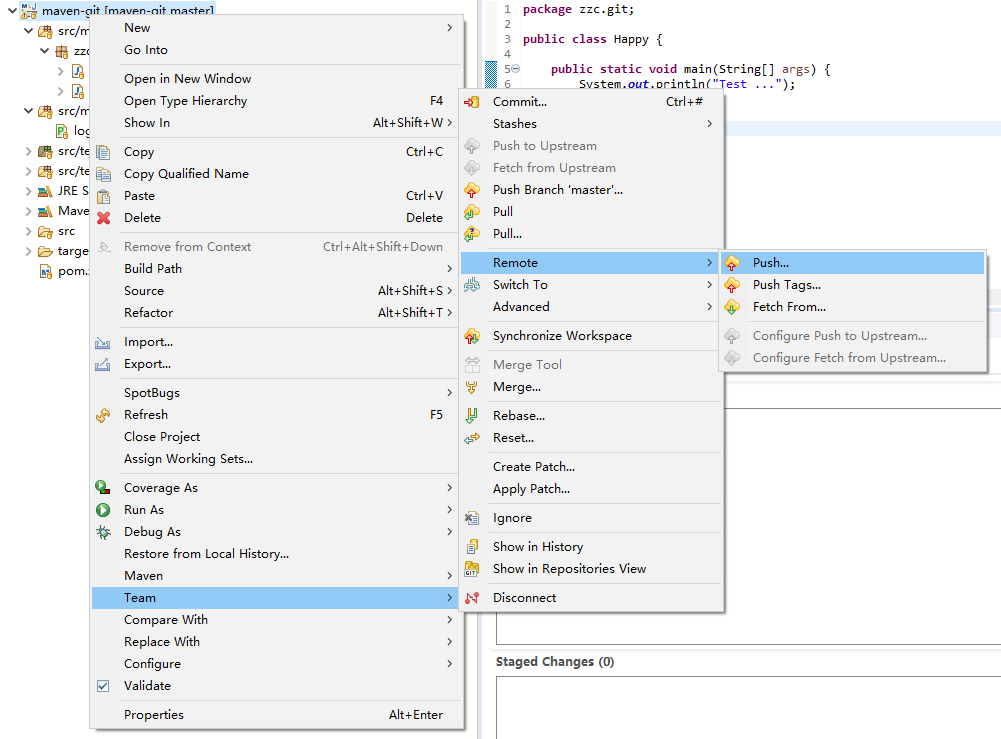 maven-git [maven-git master]
src/m
zzc
src/m
log
src/te
src/te
JRE S
Mave
src
targe
pom.
New
Go Into
Open in New Window
Open Type Hierarchy F4
Show In Alt+Shift+W
Copy Ctrl+C
Copy Qualified Name
Paste Ctrl+V
Delete Delete
Remove from Context Ctrl+Alt+Shift+Down
Build Path
Source Alt+Shift+S
Refactor Alt+Shift+T
Import...
Export...
SpotBugs
Refresh F5
Close Project
Assign Working Sets...
Coverage As
Run As
Debug As
Restore from Local History...
Maven
Team
Compare With
Replace With
Configure
Validate
Properties Alt+Enter
Commit... Ctrl+#
Stashes
Push to Upstream
Fetch from Upstream
Push Branch 'master'...
Pull
Pull...
Remote
Switch To
Advanced
Synchronize Workspace
Merge Tool
Merge...
Rebase...
Reset...
Create Patch...
Apply Patch...
Ignore
Show in History
Show in Repositories View
Disconnect
Push...
Push Tags...
Fetch From...
Configure Push to Upstream...
Configure Fetch from Upstream...
1 package zzc.git;
2
3 public class Happy {
4
5 public static void main(String[] args) {
6 System.out.println("Test ...");
Staged Changes (0)